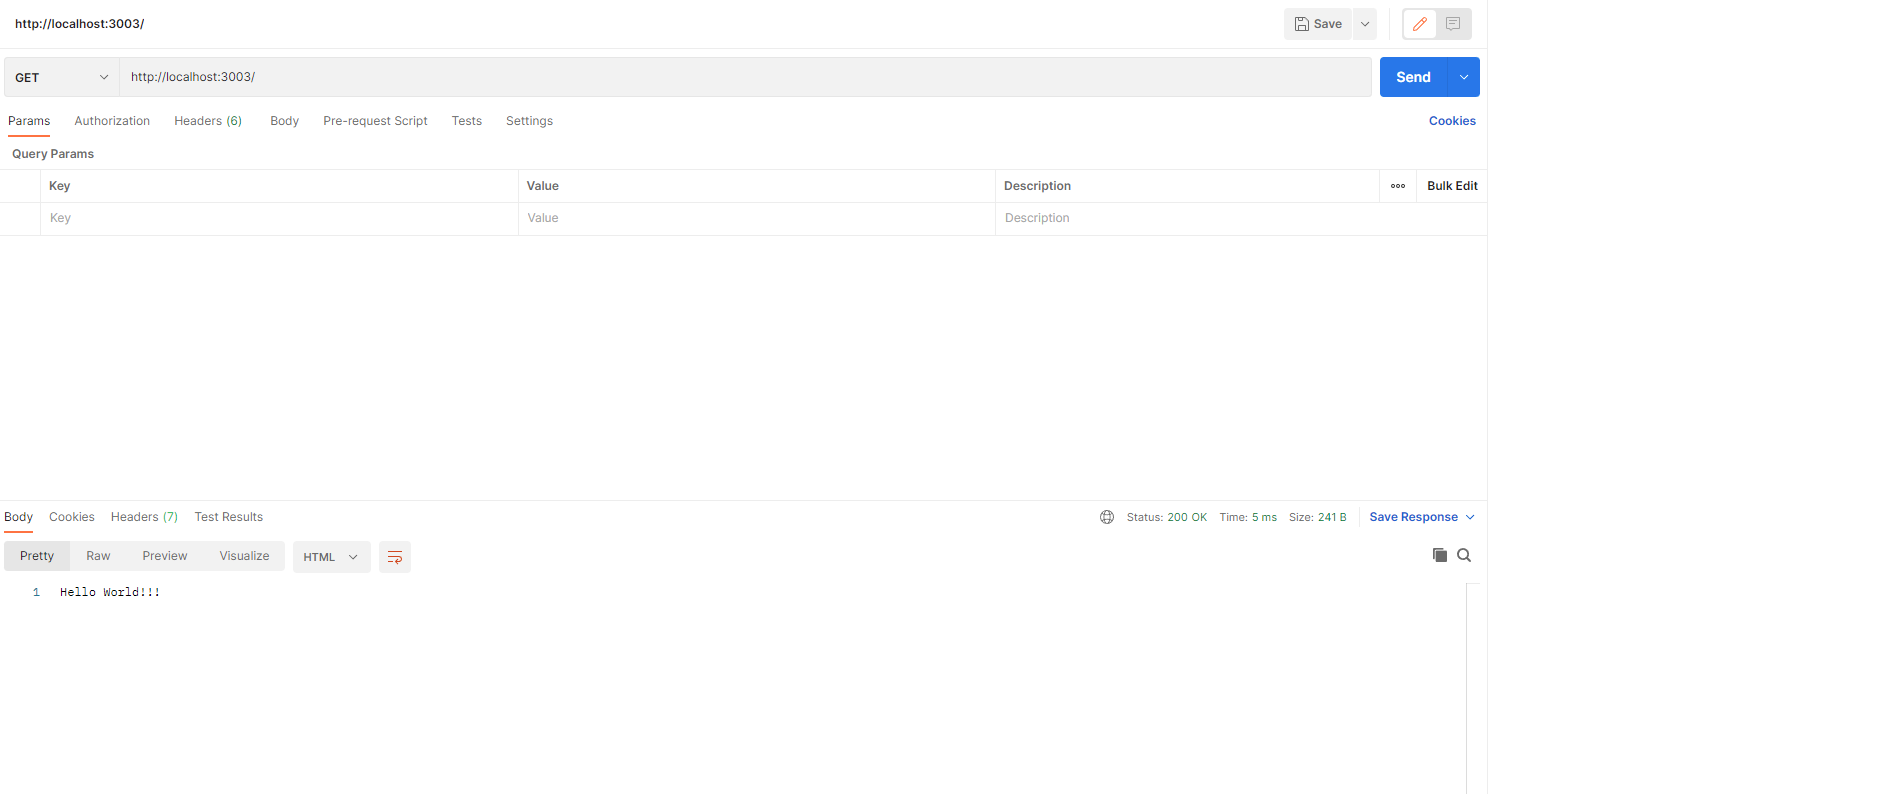 http://localhost:3003/
Save
GET http://localhost:3003/ Send
Params Authorization Headers (6) Body Pre-request Script Tests Settings Cookies
Query Params
Key Value Description Bulk Edit
Key Value Description
Body Cookies Headers (7) Test Results Status: 200 OK Time: 5 ms Size: 241 B Save Response
Pretty Raw Preview Visualize HTML
1 Hello World!!!